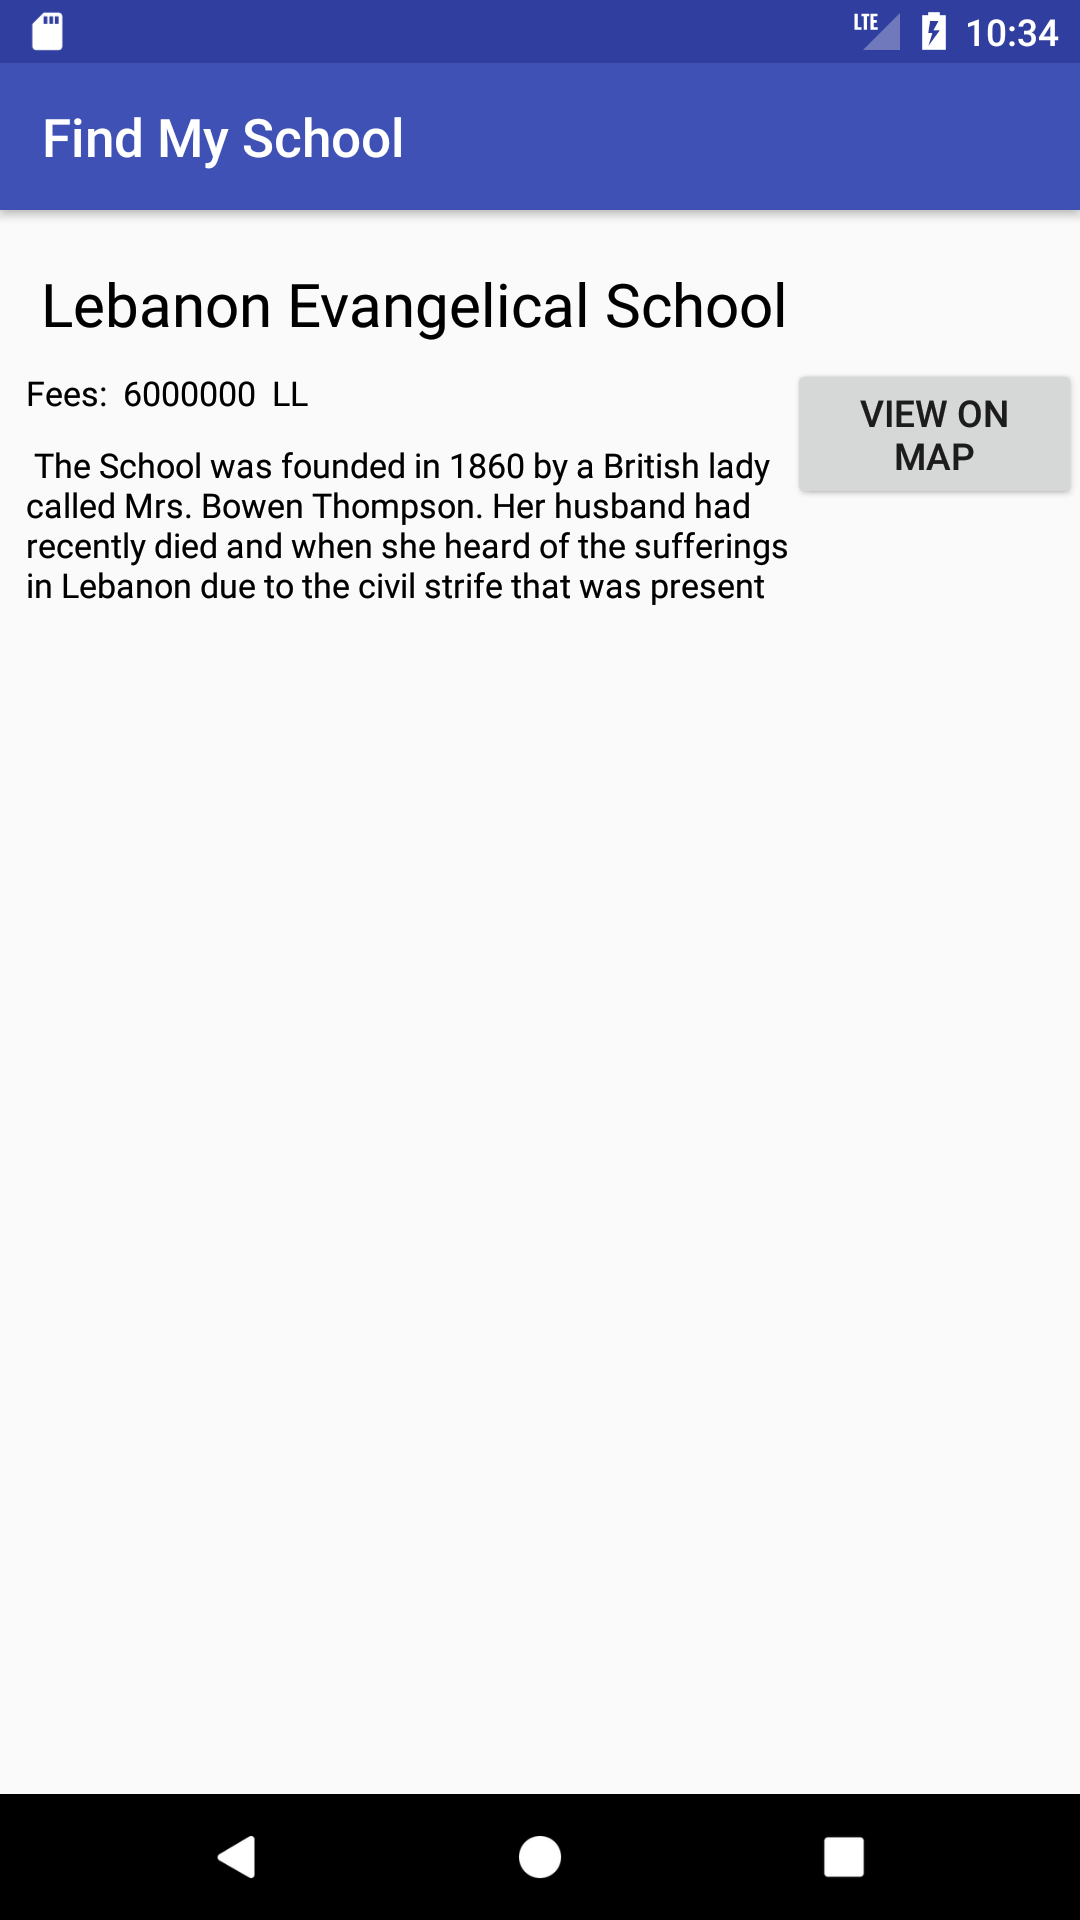 LTE 10:34
Find My School
Lebanon Evangelical School
Fees: 6000000 LL
VIEW ON
MAP
The School was founded in 1860 by a British lady
called Mrs. Bowen Thompson. Her husband had
recently died and when she heard of the sufferings
in Lebanon due to the civil strife that was present